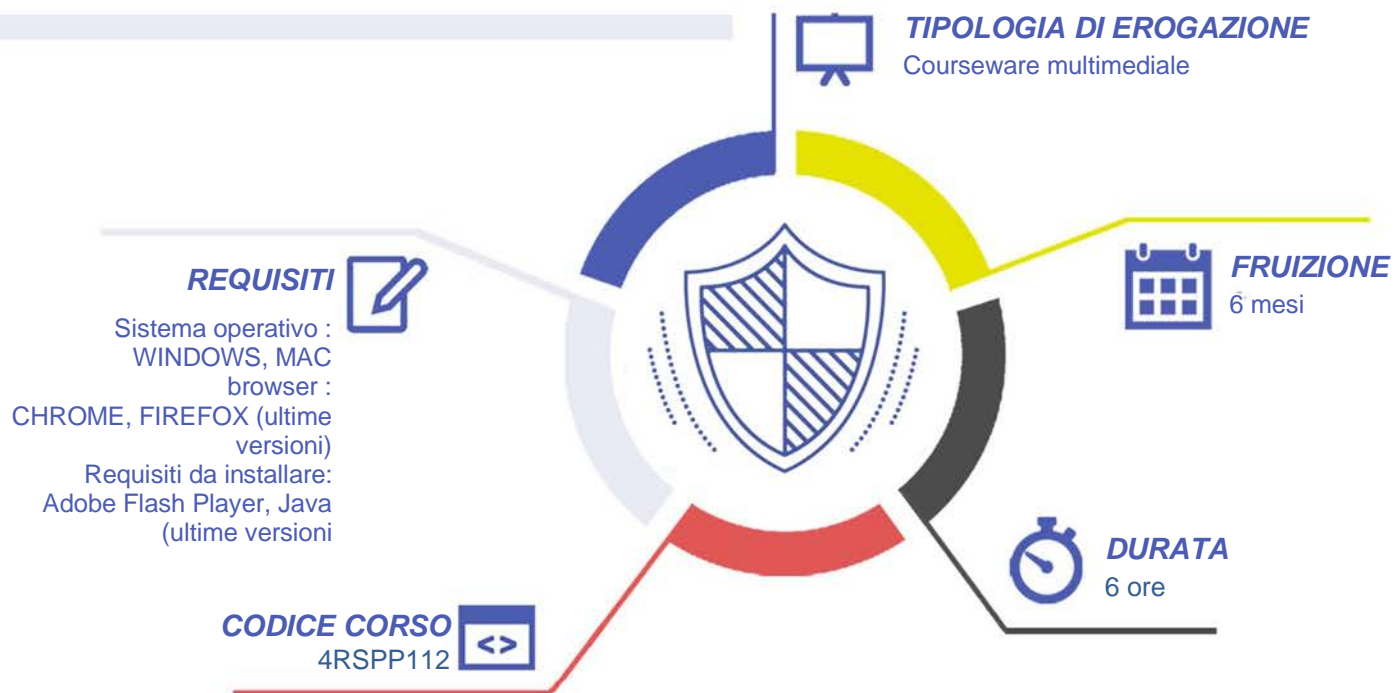 TIPOLOGIA DI EROGAZIONE
Courseware multimediale
REQUISITI
Sistema operativo :
WINDOWS, MAC
browser :
CHROME, FIREFOX (ultime
versioni)
Requisiti da installare:
Adobe Flash Player, Java
(ultime versioni
FRUIZIONE
6 mesi
DURATA
6 ore
CODICE CORSO
4RSPP112
<>